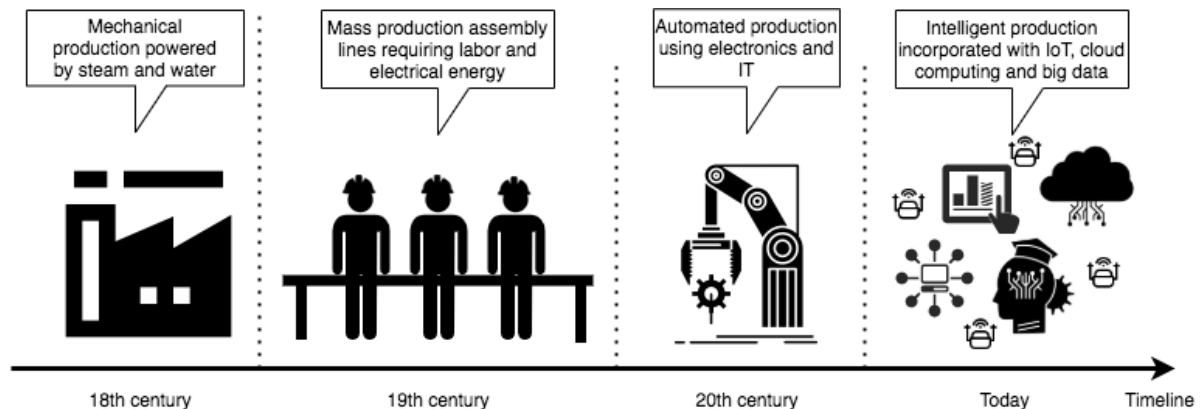 Mechanical
production powered
by steam and water
Mass production assembly
lines requiring labor and
electrical energy
Automated production
using electronics and
IT
Intelligent production
incorporated with IoT, cloud
computing and big data
18th century
19th century
20th century
Today
Timeline